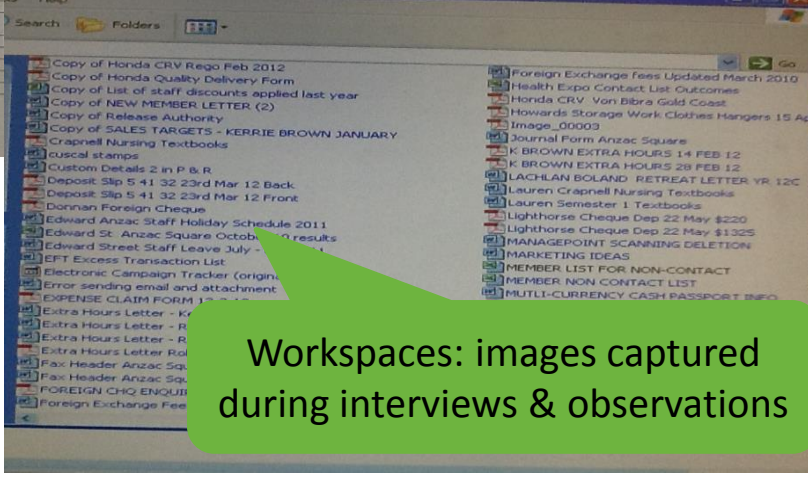 Help
Search Folders
Go
Copy of Honda CRV Rego Feb 2012
Copy of Honda Quality Delivery Form
Copy of List of staff discounts applied last year
Copy of NEW MEMBER LETTER (2)
Copy of Release Authority
Copy of SALES TARGETS - KERRIE BROWN JANUARY
Crapnell Nursing Textbooks
cuscal stamps
Custom Details 2 in P & R
Deposit Slip 5 41 32 23rd Mar 12 Back
Deposit Slip 5 41 32 23rd Mar 12 Front
Donnan Foreign Cheque
Edward Anzac Staff Holiday Schedule 2011
Edward St Anzac Square results
Edward Street Staff Leave July -
EFT Excess Transaction List
Electronic Campaign Tracker
Error sending email and attachment
EXPENSE CLAIM FORM
Extra Hours Letter -
Extra Hours Letter - R
Extra Hours Letter - R
Extra Hours Letter
Fax Header Anzac
Fax Header Anzac
FOREIGN CHQ
Foreign Exchange
Foreign Exchange fees Updated March 2010
Health Expo Contact List Outcomes
Honda CRV Von Bibra Gold Coast
Howards Storage Work Clothes Hangers 15
Image_00003
Journal Form Anzac Square
K BROWN EXTRA HOURS 14 FEB 12
K BROWN EXTRA HOURS 28 FEB 12
LACHLAN BOLAND RETREAT LETTER YR 12C
Lauren Crapnell Nursing Textbooks
Lauren Semester 1 Textbooks
Lighthorse Cheque Dep 22 May $220
Lighthorse Cheque Dep 22 May $1325
MANAGEPOINT SCANNING DELETION
MARKETING IDEAS
MEMBER LIST FOR NON-CONTACT
MEMBER NON CONTACT LIST
MUTLI-CURRENCY CASH PASSPORT INFO
Workspaces: images captured
during interviews & observations